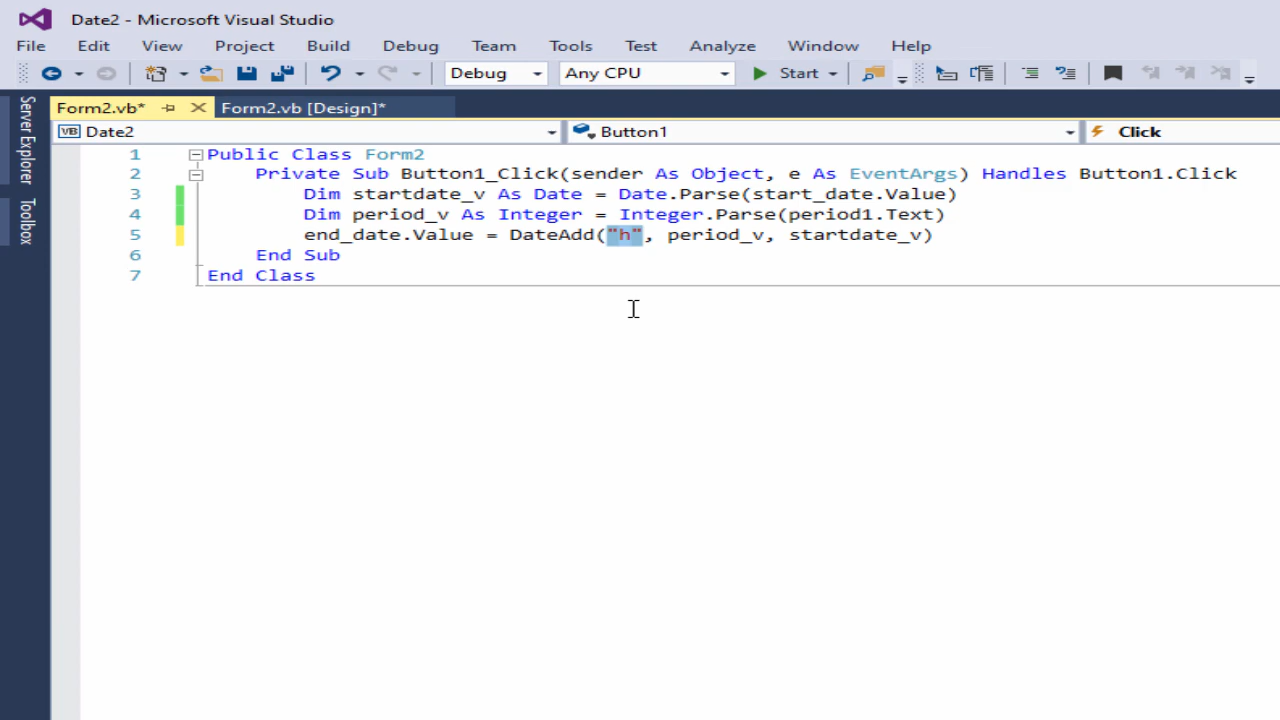 Date2 - Microsoft Visual Studio
File Edit View Project Build Debug Team Tools Test Analyze Window Help
Debug Any CPU Start
Form2.vb* Form2.vb [Design]*
VB Date2 Button1 Click
Server Explorer
Toolbox
1 Public Class Form2
2 Private Sub Button1_Click(sender As Object, e As EventArgs) Handles Button1.Click
3 Dim startdate_v As Date = Date.Parse(start_date.Value)
4 Dim period_v As Integer = Integer.Parse(period1.Text)
5 end_date.Value = DateAdd("h", period_v, startdate_v)
6 End Sub
7 End Class